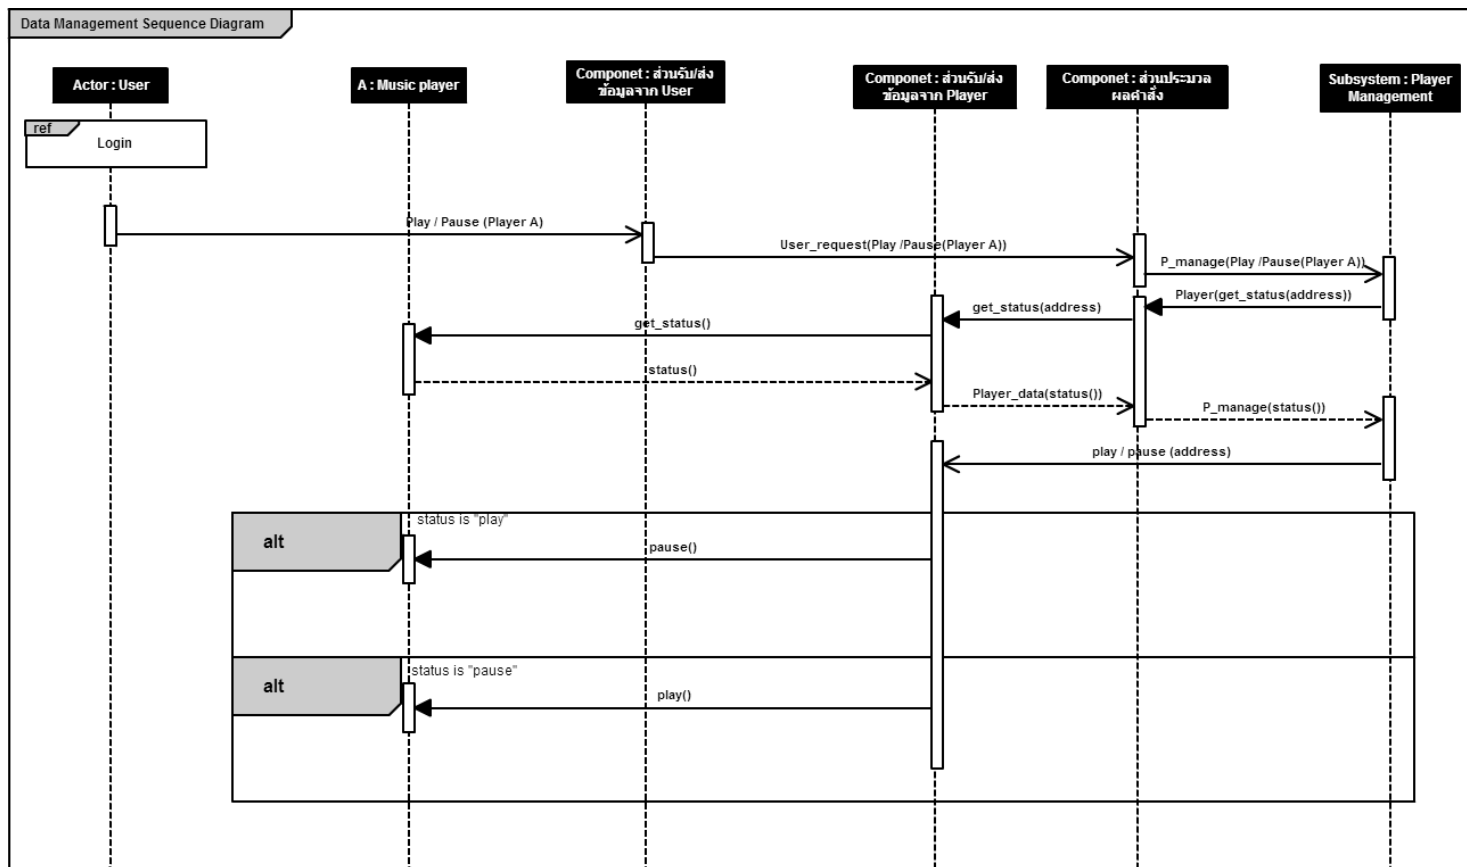 Data Management Sequence Diagram
Actor : User
A : Music player
Componet : ส่วนรับ/ส่ง
ข้อมูลจาก User
Componet : ส่วนรับ/ส่ง
ข้อมูลจาก Player
Componet : ส่วนประมวล
ผลคำสั่ง
Subsystem : Player
Management
ref
Login
Play / Pause (Player A)
User_request(Play /Pause(Player A))
P_manage(Play /Pause(Player A))
Player(get_status(address))
get_status(address)
get_status()
status()
Player_data(status())
P_manage(status())
play / pause (address)
alt
status is "play"
pause()
alt
status is "pause"
play()